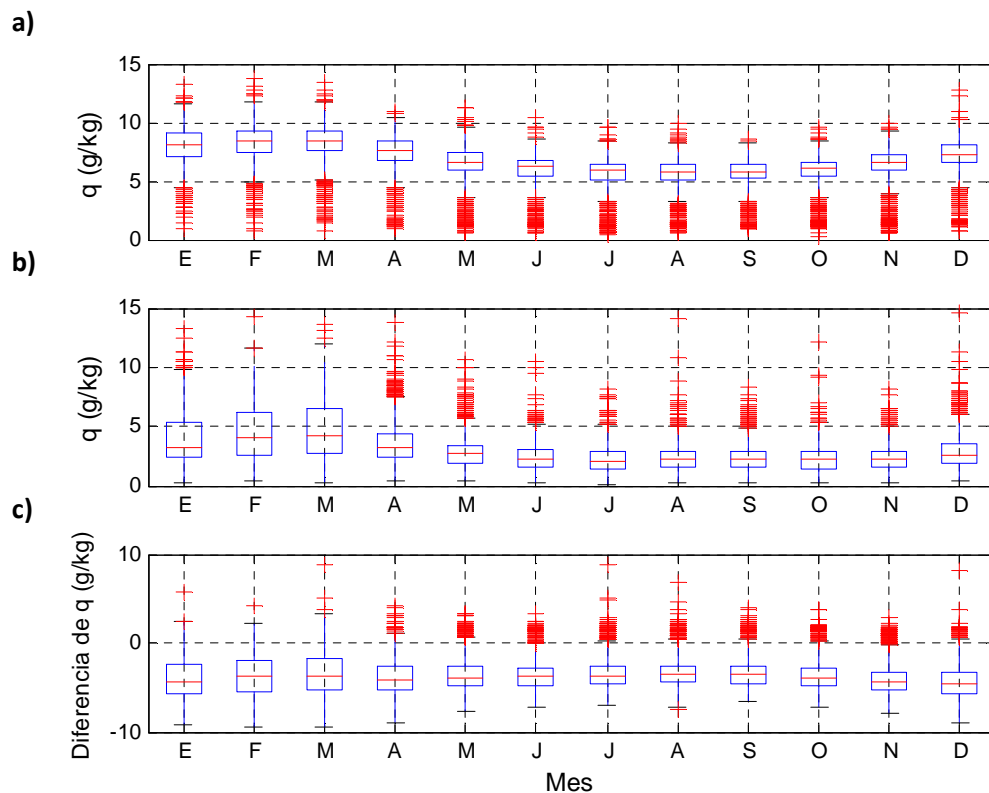 a)
15
10
5
0
q (g/kg)
E F M A M J J A S O N D
b)
15
10
5
0
q (g/kg)
E F M A M J J A S O N D
c)
10
0
-10
Diferencia de q (g/kg)
E F M A M J J A S O N D
Mes